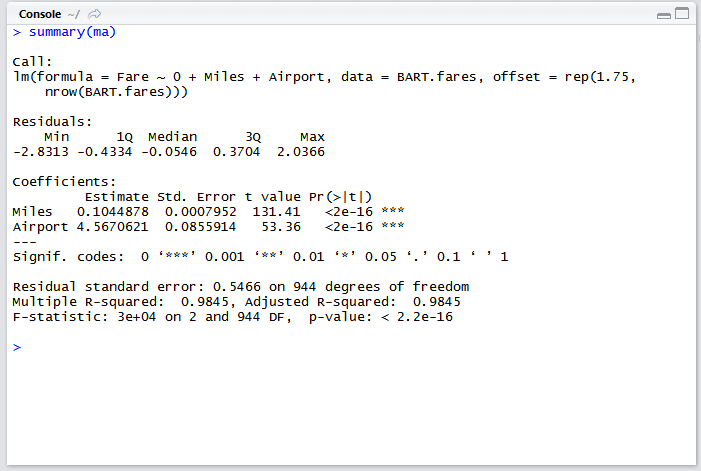 Console ~/
> summary(ma)
Call:
lm(formula = Fare ~ 0 + Miles + Airport, data = BART.fares, offset = rep(1.75,
    nrow(BART.fares)))
Residuals:
    Min      1Q  Median      3Q     Max
-2.8313 -0.4334 -0.0546  0.3704  2.0366
Coefficients:
         Estimate Std. Error t value Pr(>|t|)
Miles   0.1044878  0.0007952  131.41   <2e-16 ***
Airport 4.5670621  0.0855914   53.36   <2e-16 ***
---
Signif. codes:  0 ‘***’ 0.001 ‘**’ 0.01 ‘*’ 0.05 ‘.’ 0.1 ‘ ’ 1
Residual standard error: 0.5466 on 944 degrees of freedom
Multiple R-squared:  0.9845, Adjusted R-squared:  0.9845
F-statistic: 3e+04 on 2 and 944 DF,  p-value: < 2.2e-16
>